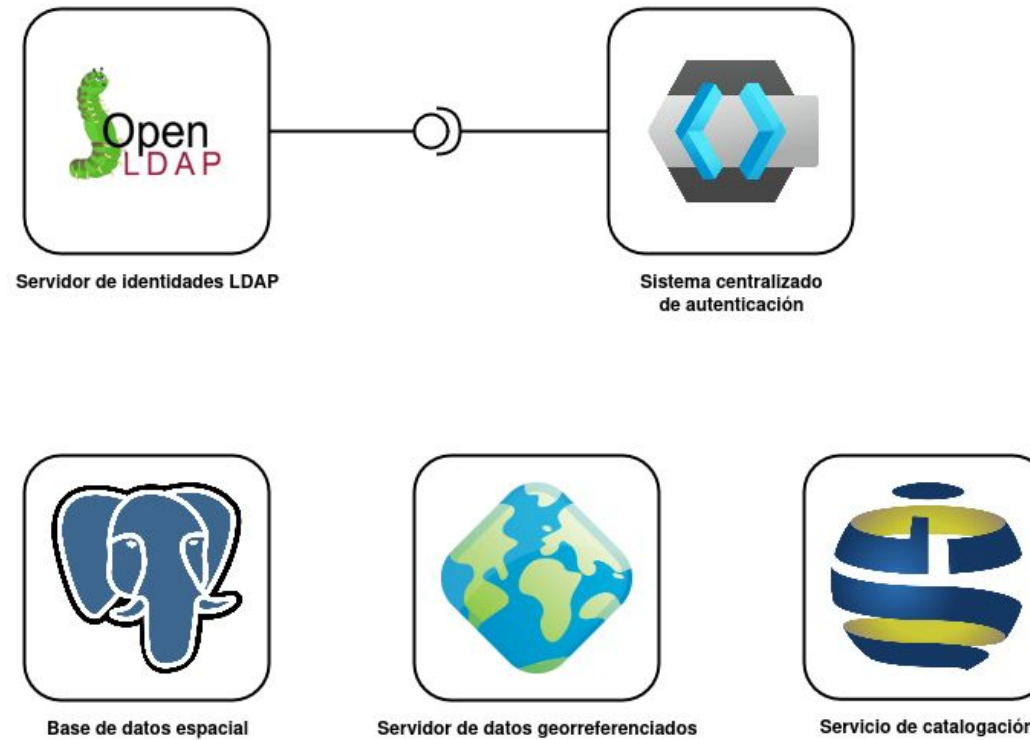 Open
LDAP
Servidor de identidades LDAP
Sistema centralizado
de autenticación
Base de datos espacial
Servidor de datos georreferenciados
Servicio de catalogación